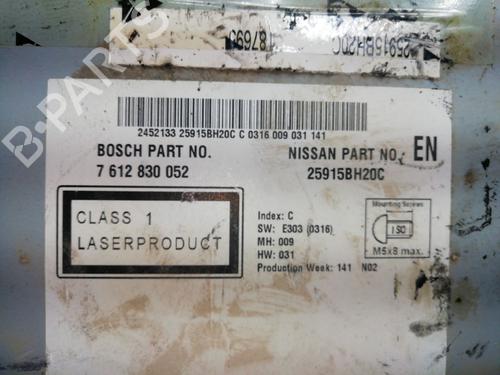 25915BH20C
187695
B-PARTS
2452133 25915BH20C C 0316 009 031 141
BOSCH PART NO.
7 612 830 052
NISSAN PART NO.
25915BH20C
EN
CLASS 1
LASERPRODUCT
Index: C
SW: E303 (0316)
MH: 009
HW: 031
Production Week: 141 N02
Mounting Screws
ISO
M5x8 max.